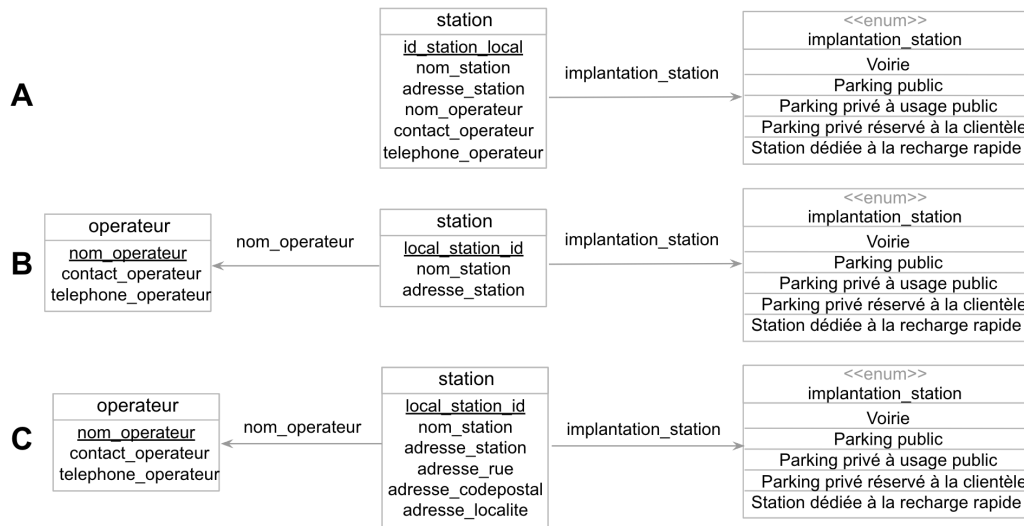 A
station
id_station_local
nom_station
adresse_station
nom_operateur
contact_operateur
telephone_operateur
implantation_station
<<enum>>
implantation_station
Voirie
Parking public
Parking privé à usage public
Parking privé réservé à la clientèle
Station dédiée à la recharge rapide
B
operateur
nom_operateur
contact_operateur
telephone_operateur
nom_operateur
station
local_station_id
nom_station
adresse_station
implantation_station
<<enum>>
implantation_station
Voirie
Parking public
Parking privé à usage public
Parking privé réservé à la clientèle
Station dédiée à la recharge rapide
C
operateur
nom_operateur
contact_operateur
telephone_operateur
nom_operateur
station
local_station_id
nom_station
adresse_station
adresse_rue
adresse_codepostal
adresse_localite
implantation_station
<<enum>>
implantation_station
Voirie
Parking public
Parking privé à usage public
Parking privé réservé à la clientèle
Station dédiée à la recharge rapide